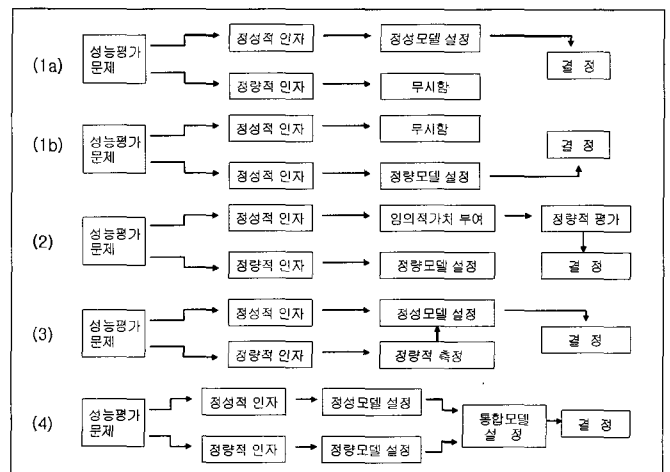 (1a)
성능평가
문제
정성적 인자
정성모델 설정
결 정
정량적 인자
무시함
(1b)
성능평가
문제
정성적 인자
무시함
결 정
정량적 인자
정량모델 설정
(2)
성능평가
문제
정성적 인자
임의적가치 부여
정량적 평가
정량적 인자
정량모델 설정
결 정
(3)
성능평가
문제
정성적 인자
정성모델 설정
결 정
정량적 인자
정량적 측정
(4)
성능평가
문제
정성적 인자
정성모델 설정
통합모델
설 정
결 정
정량적 인자
정량모델 설정